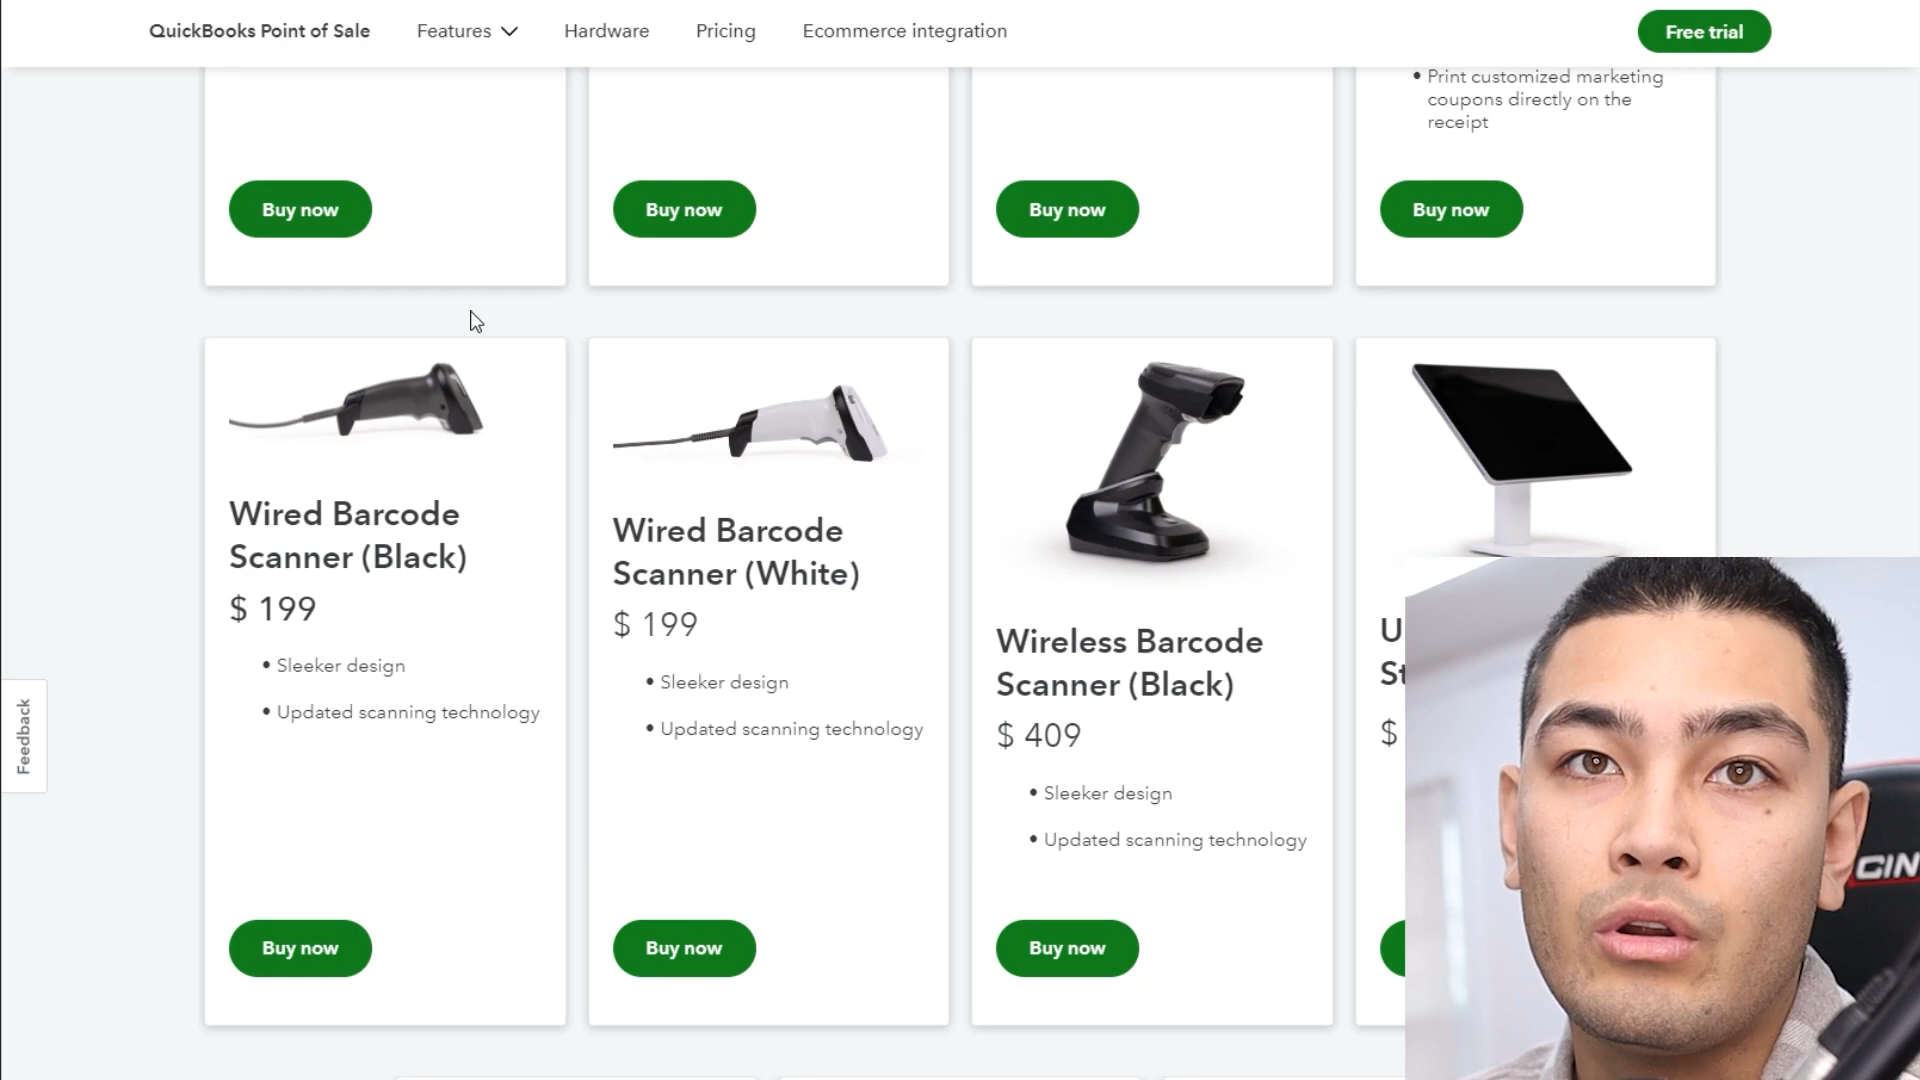 QuickBooks Point of Sale
Features
Hardware
Pricing
Ecommerce integration
Free trial
• Print customized marketing
coupons directly on the
receipt
Buy now
Buy now
Buy now
Buy now
Wired Barcode
Scanner (Black)
$ 199
• Sleeker design
• Updated scanning technology
Buy now
Wired Barcode
Scanner (White)
$ 199
• Sleeker design
• Updated scanning technology
Buy now
Wireless Barcode
Scanner (Black)
$ 409
• Sleeker design
• Updated scanning technology
Buy now
$
Feedback